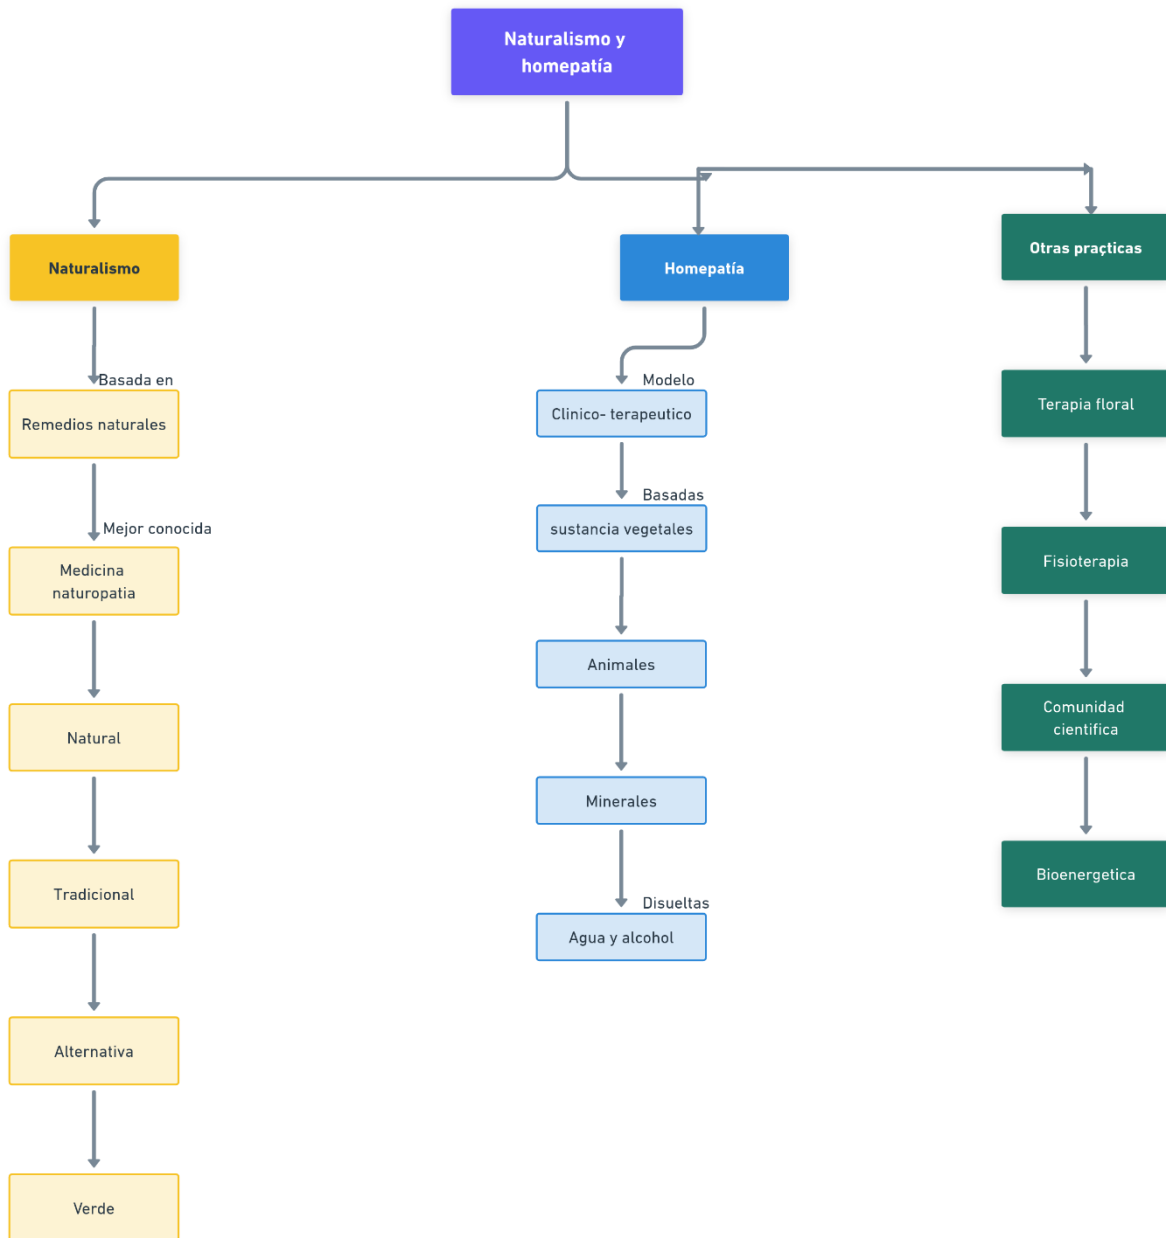 Naturalismo y
homepatía
Naturalismo
Homepatía
Otras praçticas
Basada en
Remedios naturales
Mejor conocida
Medicina
naturopatia
Natural
Tradicional
Alternativa
Verde
Modelo
Clinico- terapeutico
Basadas
sustancia vegetales
Animales
Minerales
Disueltas
Agua y alcohol
Terapia floral
Fisioterapia
Comunidad
cientifica
Bioenergetica